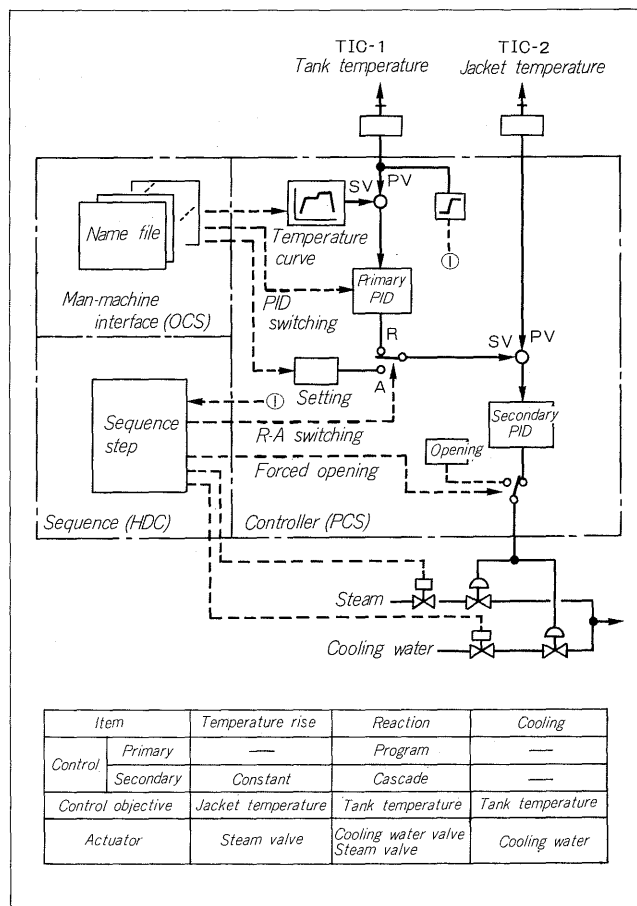 TIC-1
Tank temperature
TIC-2
Jacket temperature
SV
PV
Name file
Temperature
curve
①
Man-machine
interface (OCS)
PID
switching
Primary
PID
R
SV
PV
A
Setting
Sequence
step
①
R-A switching
Secondary
PID
Opening
Forced opening
Sequence (HDC)
Controller (PCS)
Steam
Cooling water
Item Temperature rise Reaction Cooling
Control Primary — Program —
Secondary Constant Cascade —
Control objective Jacket temperature Tank temperature Tank temperature
Actuator Steam valve Cooling water valve Cooling water
Steam valve